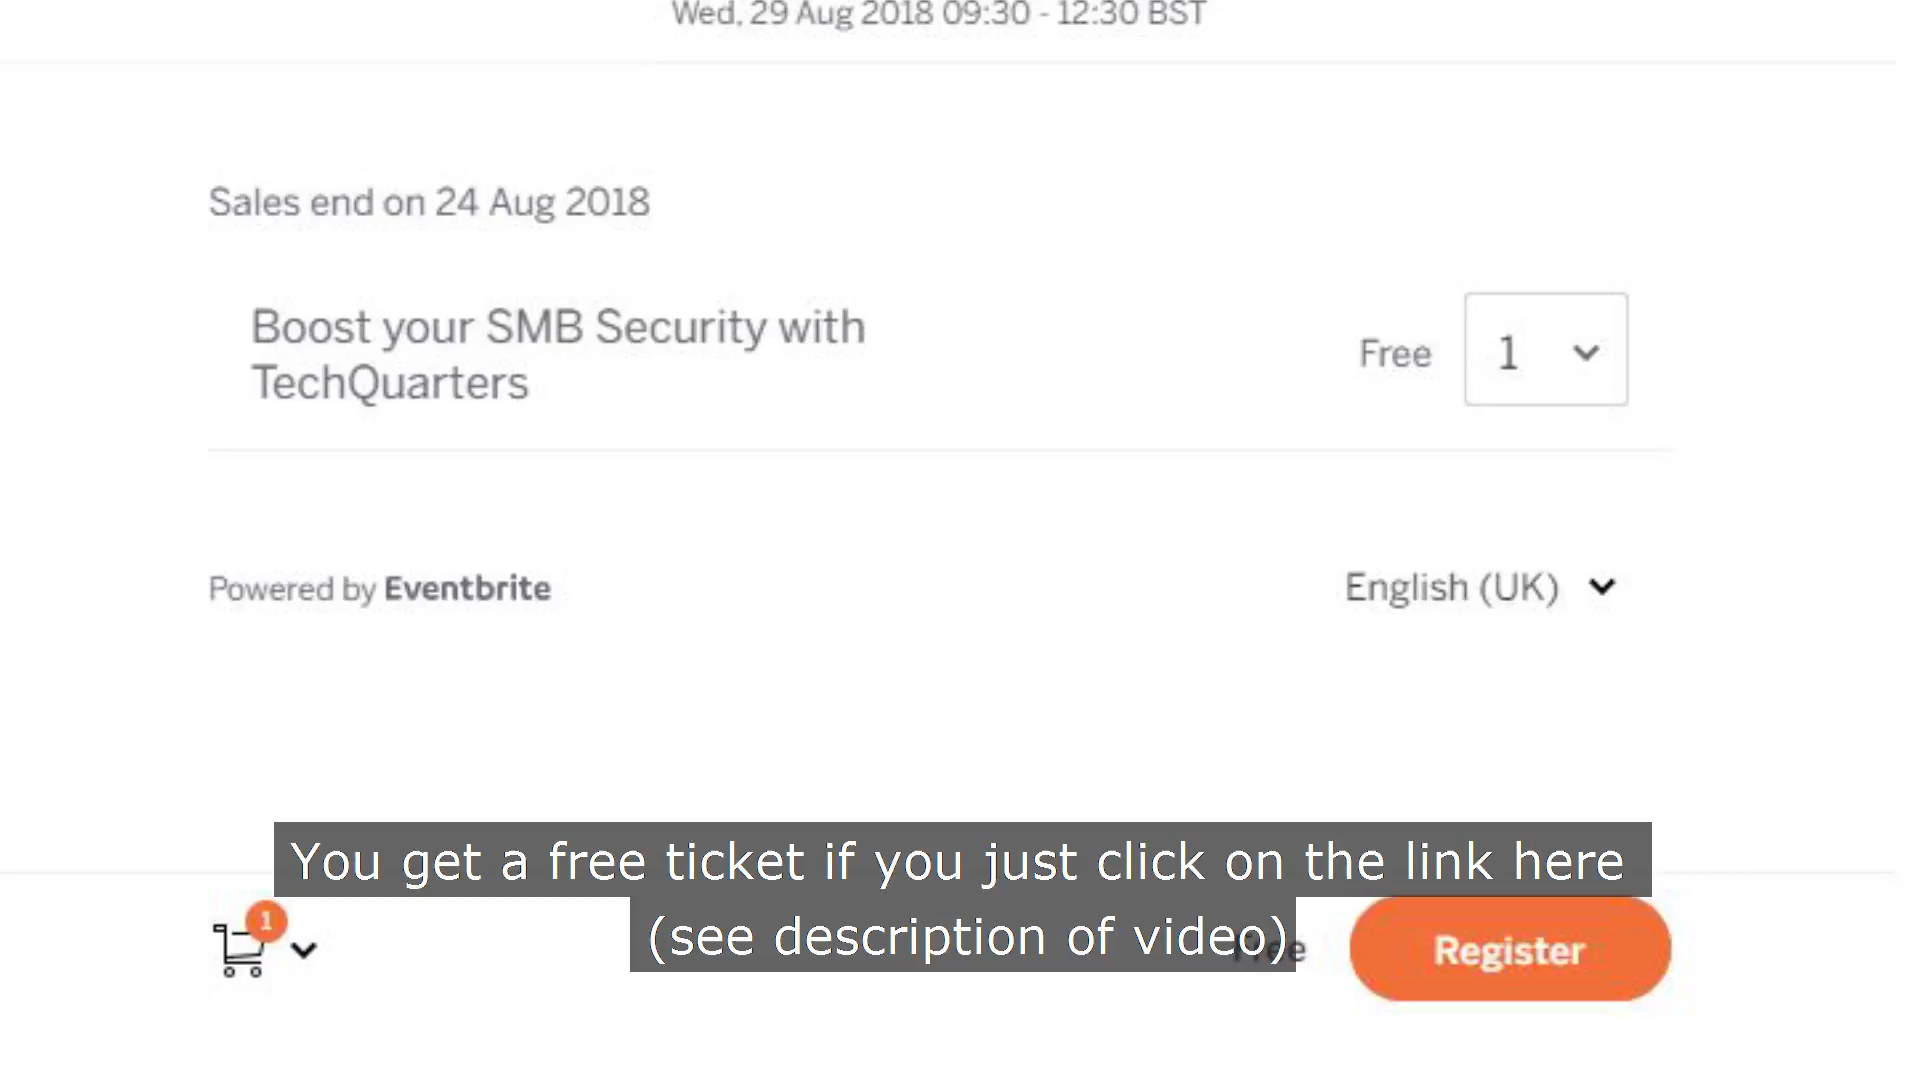 Wed, 29 Aug 2018 09:30 - 12:30 BST
Sales end on 24 Aug 2018
Boost your SMB Security with
TechQuarters
Free
1
Powered by Eventbrite
English (UK)
You get a free ticket if you just click on the link here
(see description of video)
1
Free
Register